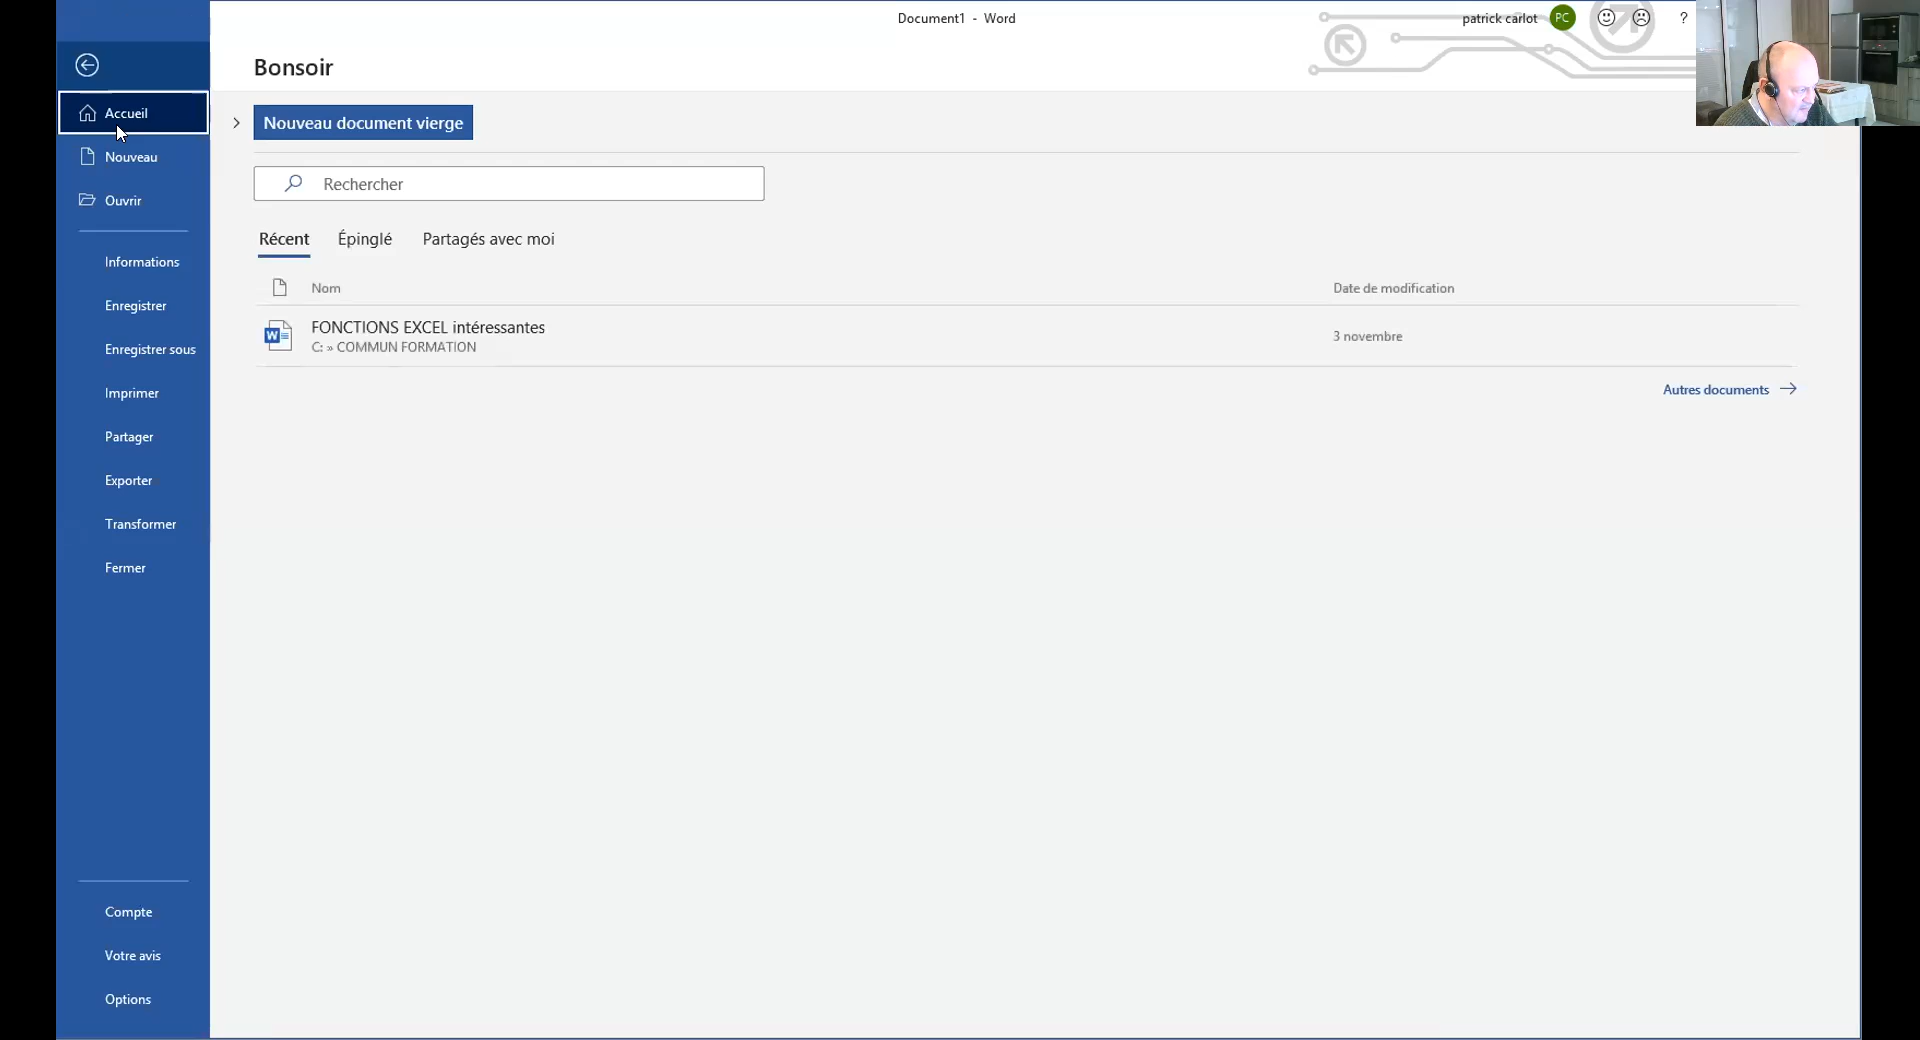 Document1 - Word
patrick carlot
PC
?
Bonsoir
Accueil
Nouveau
Ouvrir
Informations
Enregistrer
Enregistrer sous
Imprimer
Partager
Exporter
Transformer
Fermer
Compte
Votre avis
Options
Nouveau document vierge
Rechercher
Récent Épinglé Partagés avec moi
Nom Date de modification
W
FONCTIONS EXCEL intéressantes
C: » COMMUN FORMATION
3 novembre
Autres documents